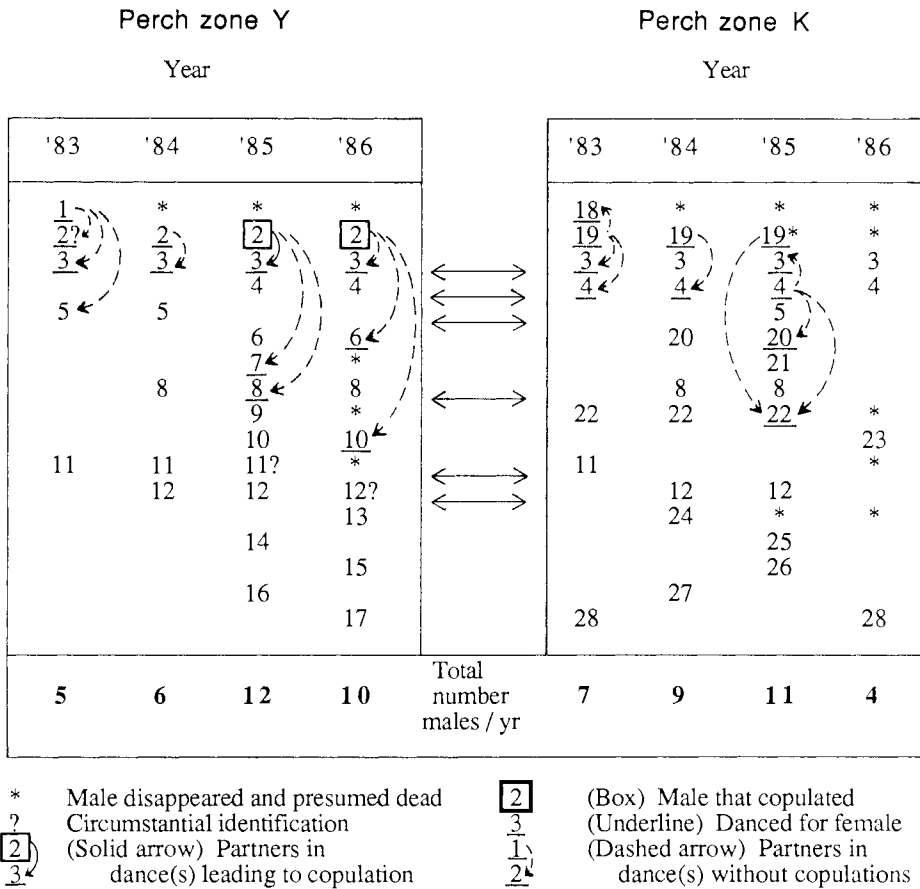 Perch zone Y Perch zone K
Year Year
'83 '84 '85 '86 '83 '84 '85 '86
1 * * * 18 * * *
2? 2 2 2 19 19 19* *
3 3 3 3 3 3 3 3
4 4 4 4 4 4
5 5 5
6 6 20 20
7 * 21
8 8 8 8 8
9 * 22 22 22 *
10 10 23
11 11 11? * 11 *
12 12 12? 12 12
13 24 * *
14 25
15 26
16 27
17 28 28
Total
5 6 12 10 number 7 9 11 4
males / yr
* Male disappeared and presumed dead 2 (Box) Male that copulated
? Circumstantial identification 3 (Underline) Danced for female
2 (Solid arrow) Partners in 1 (Dashed arrow) Partners in
3 dance(s) leading to copulation 2 dance(s) without copulations